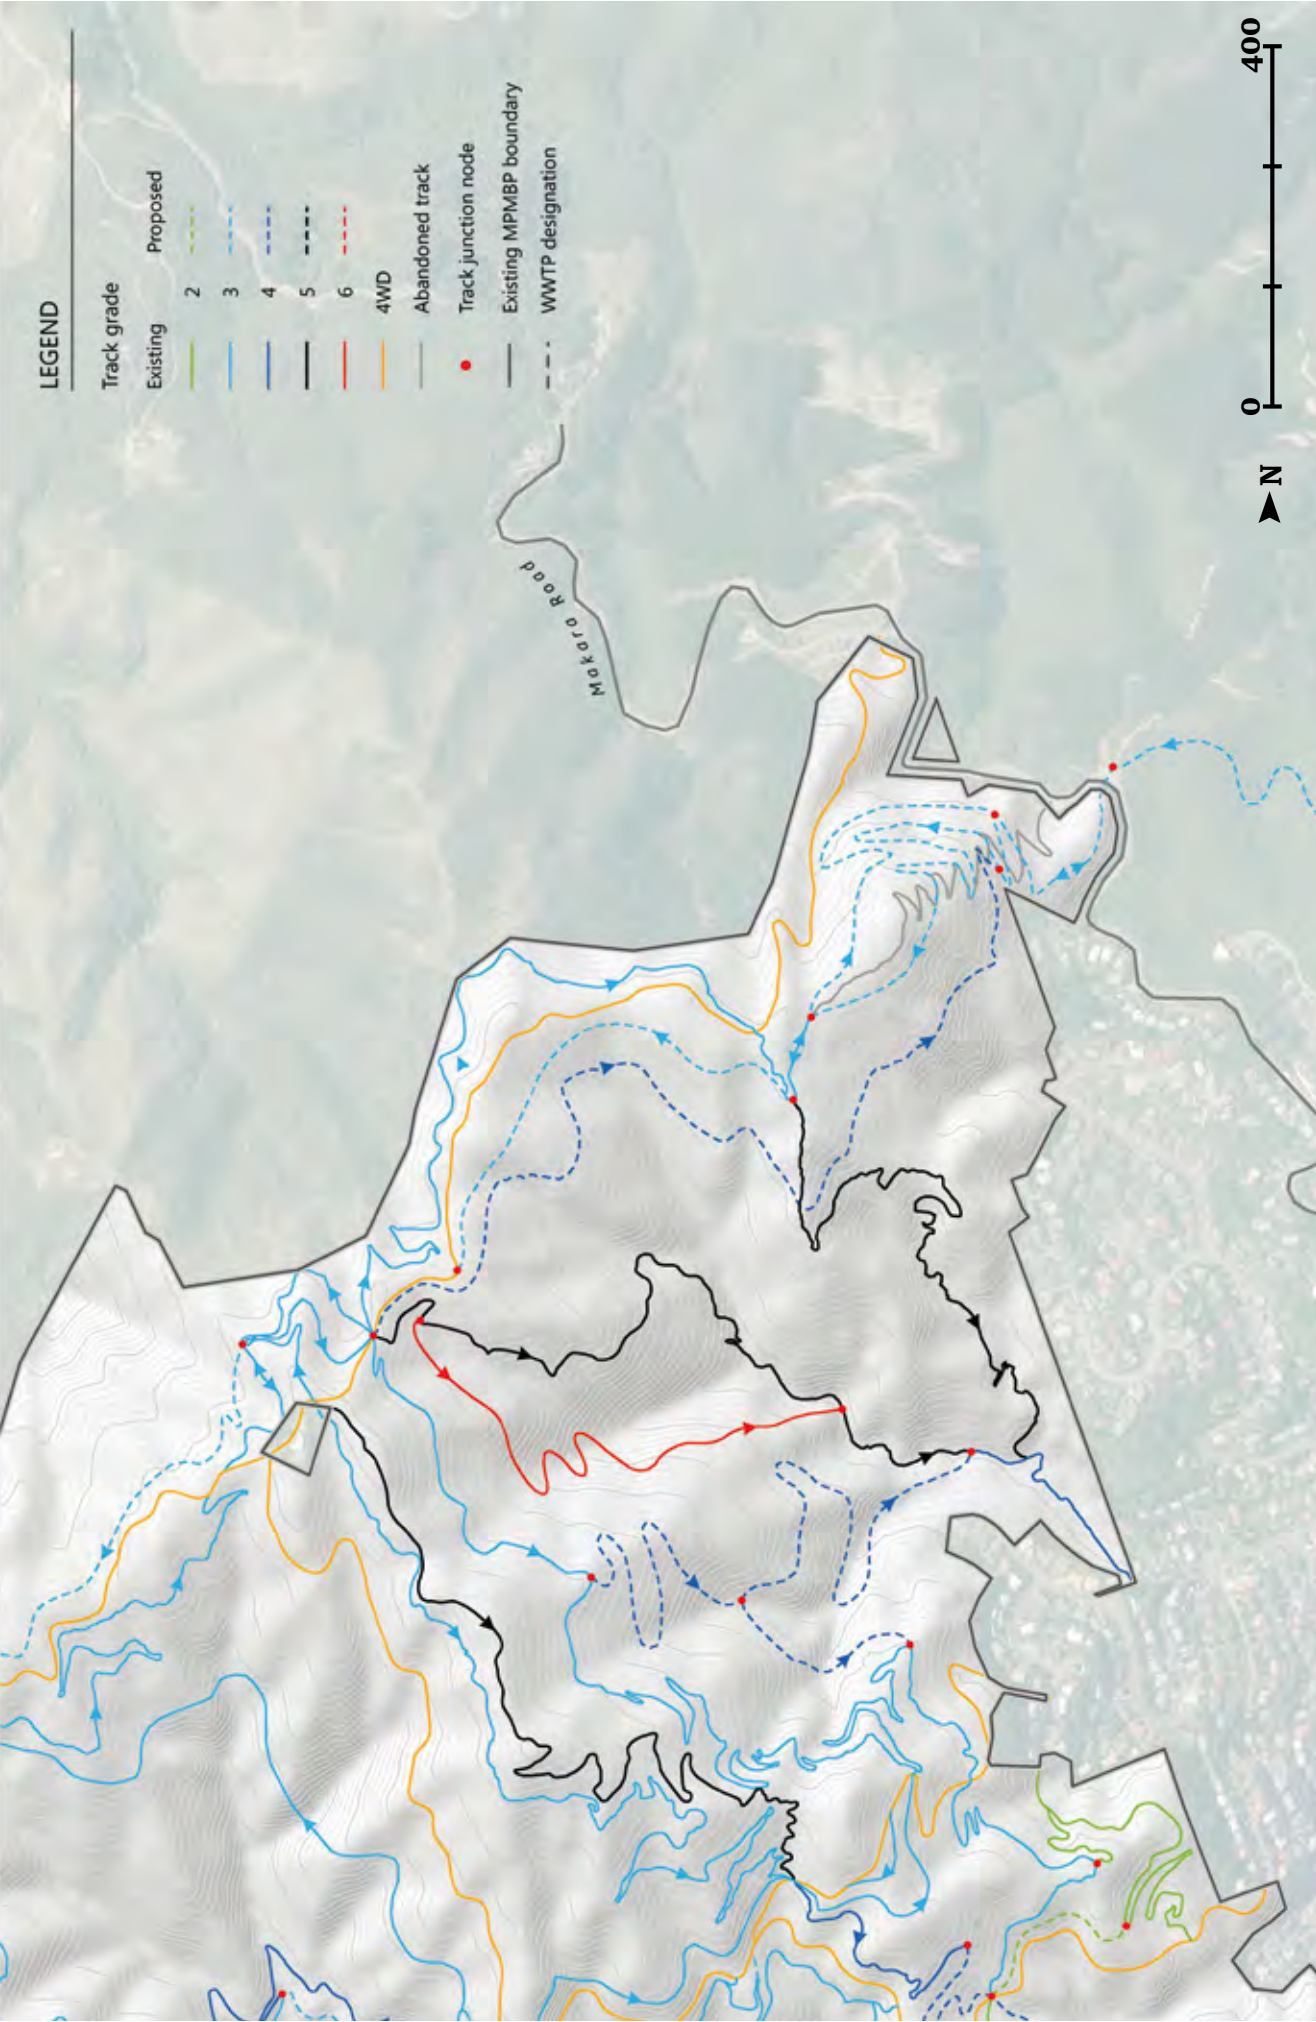 LEGEND
Track grade
Existing Proposed
2
3
4
5
6
4WD
Abandoned track
Track junction node
Existing MPMBP boundary
WWTP designation
Makara Road
N
0 400